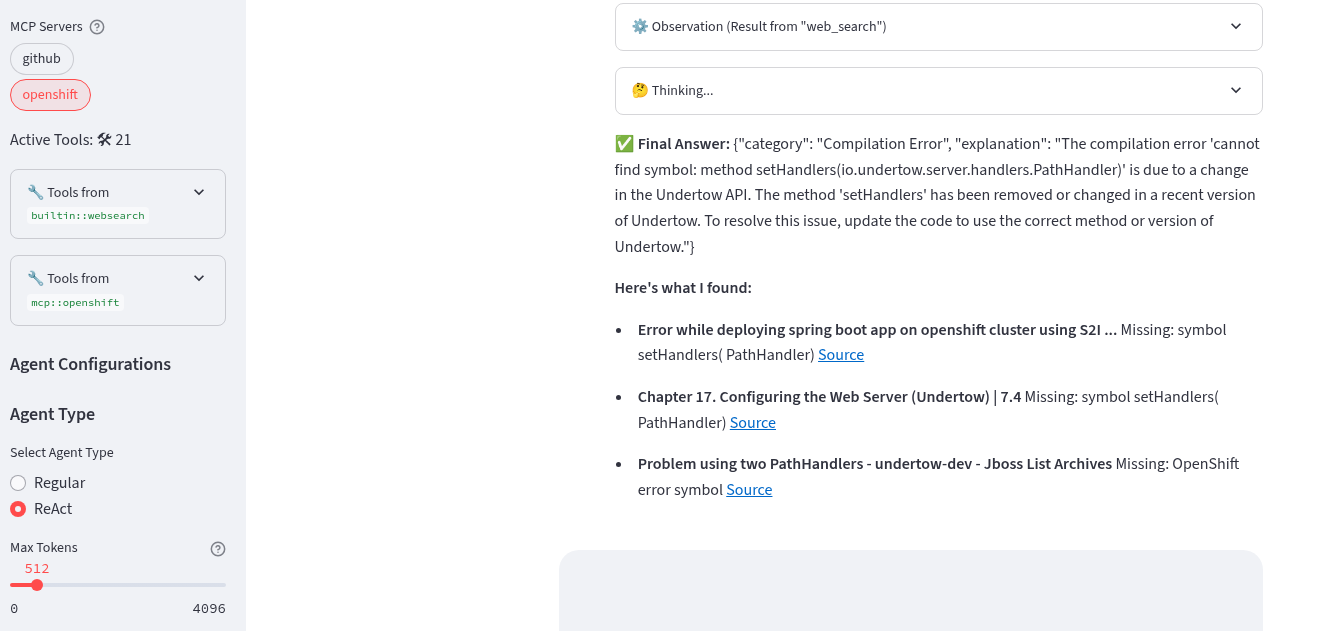 MCP Servers
github
openshift
Active Tools: 🛠 21
🔧 Tools from
builtin::websearch
🔧 Tools from
mcp::openshift
Agent Configurations
Agent Type
Select Agent Type
Regular
ReAct
Max Tokens
512
0 4096
⚙️ Observation (Result from "web_search")
🤔 Thinking...
✅ Final Answer: {"category": "Compilation Error", "explanation": "The compilation error 'cannot
find symbol: method setHandlers(io.undertow.server.handlers.PathHandler)' is due to a change
in the Undertow API. The method 'setHandlers' has been removed or changed in a recent version
of Undertow. To resolve this issue, update the code to use the correct method or version of
Undertow."}
Here's what I found:
• Error while deploying spring boot app on openshift cluster using S2I ... Missing: symbol
setHandlers( PathHandler) Source
• Chapter 17. Configuring the Web Server (Undertow) | 7.4 Missing: symbol setHandlers(
PathHandler) Source
• Problem using two PathHandlers - undertow-dev - Jboss List Archives Missing: OpenShift
error symbol Source